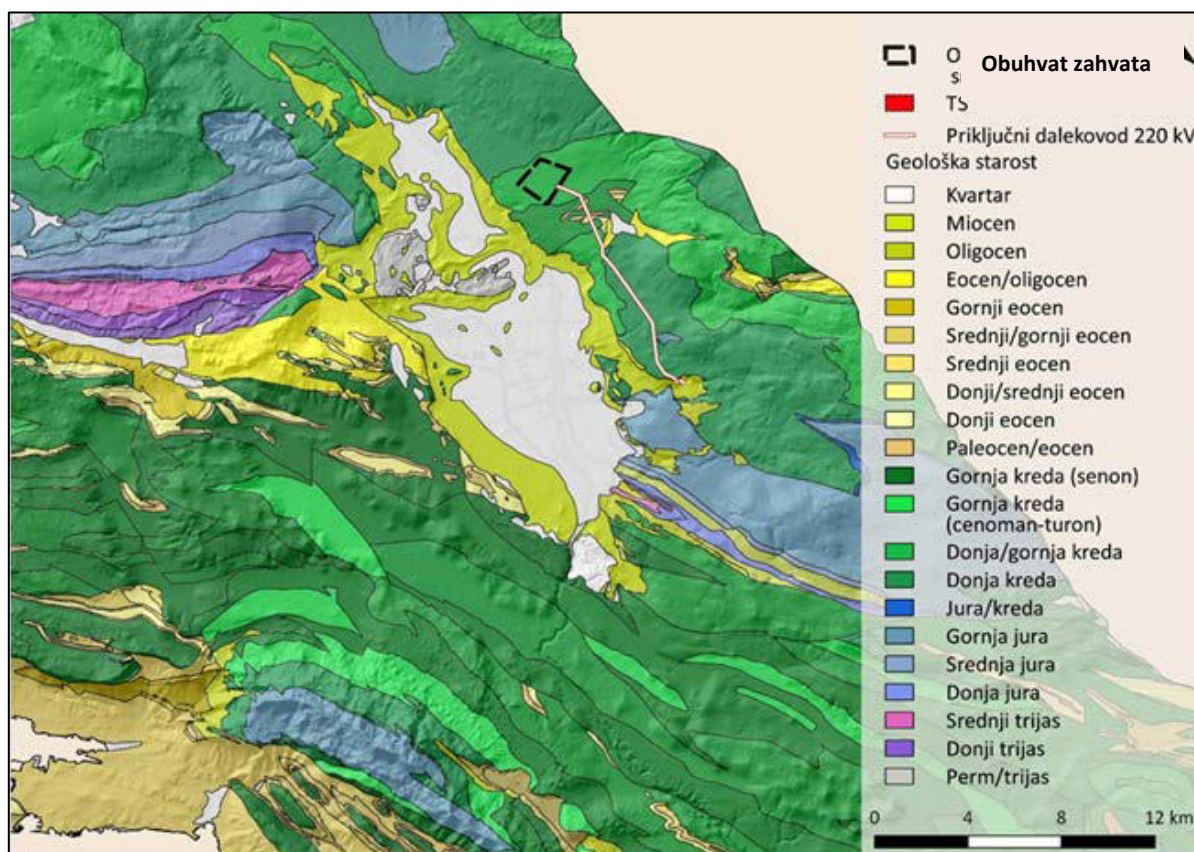 Obuhvat zahvata
TS
Priključni dalekovod 220 kV
Geološka starost
Kvartar
Miocen
Oligocen
Eocen/oligocen
Gornji eocen
Srednji/gornji eocen
Srednji eocen
Donji/srednji eocen
Donji eocen
Paleocen/eocen
Gornja kreda (senon)
Gornja kreda
(cenoman-turon)
Donja/gornja kreda
Donja kreda
Jura/kreda
Gornja jura
Srednja jura
Donja jura
Srednji trijas
Donji trijas
Perm/trijas
0 4 8 12 km